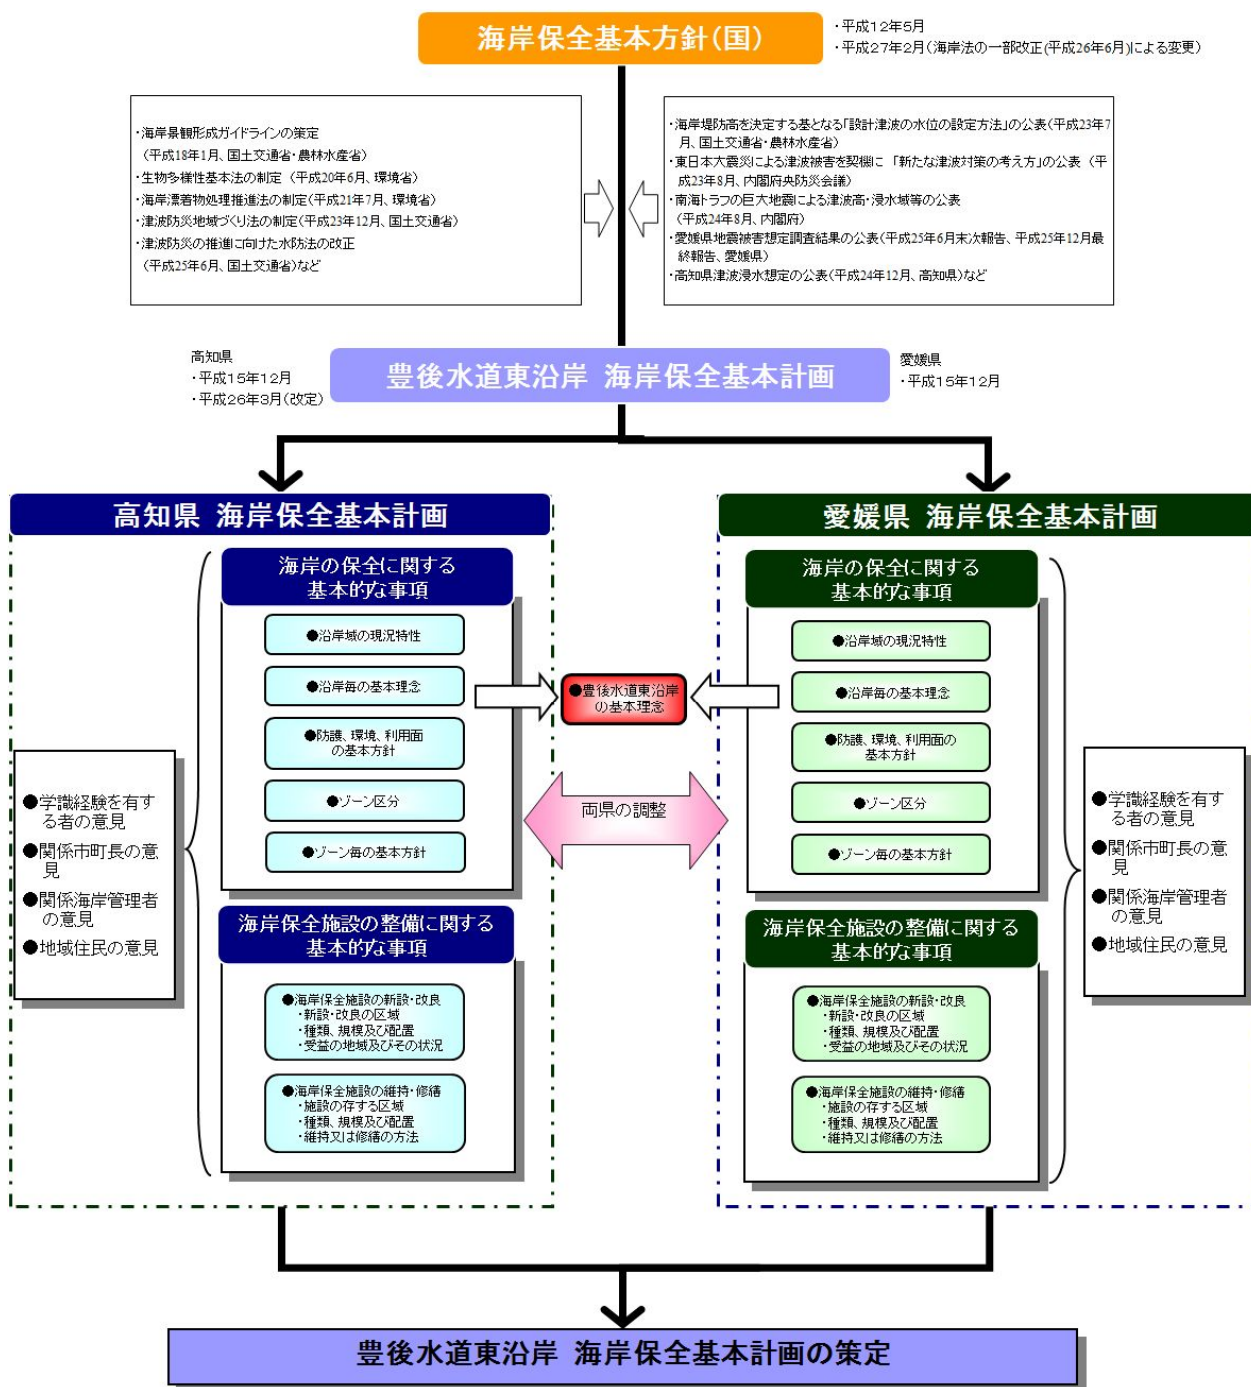 海岸保全基本方針(国)
・平成12年5月
・平成27年2月(海岸法の一部改正(平成26年6月)による変更)
・海岸景観形成ガイドラインの策定
(平成18年1月、国土交通省・農林水産省)
・生物多様性基本法の制定 (平成20年6月、環境省)
・海岸漂着物処理推進法の制定(平成21年7月、環境省)
・津波防災地域づくり法の制定(平成23年12月、国土交通省)
・津波防災の推進に向けた水防法の改正
(平成25年6月、国土交通省)など
・海岸堤防高を決定する基となる「設計津波の水位の設定方法」の公表(平成23年7
月、国土交通省・農林水産省)
・東日本大震災による津波被害を契機に 「新たな津波対策の考え方」の公表 (平
成23年8月、内閣府央防災会議)
・南海トラフの巨大地震による津波高・浸水域等の公表
(平成24年8月、内閣府)
・愛媛県地震被害想定調査結果の公表(平成25年6月末次報告、平成25年12月最
終報告、愛媛県)
・高知県津波浸水想定の公表(平成24年12月、高知県)など
高知県
・平成15年12月
・平成26年3月(改定)
豊後水道東沿岸 海岸保全基本計画
愛媛県
・平成15年12月
高知県 海岸保全基本計画
海岸の保全に関する
基本的な事項
●沿岸域の現況特性
●沿岸毎の基本理念
●防護、環境、利用面
の基本方針
●ゾーン区分
●ゾーン毎の基本方針
●学識経験を有す
る者の意見
●関係市町長の意
見
●関係海岸管理者
の意見
●地域住民の意見
海岸保全施設の整備に関する
基本的な事項
●海岸保全施設の新設・改良
・新設・改良の区域
・種類、規模及び配置
・受益の地域及びその状況
●海岸保全施設の維持・修繕
・施設の存する区域
・種類、規模及び配置
・維持又は修繕の方法
●豊後水道東沿岸
の基本理念
両県の調整
愛媛県 海岸保全基本計画
海岸の保全に関する
基本的な事項
●沿岸域の現況特性
●沿岸毎の基本理念
●防護、環境、利用面の
基本方針
●ゾーン区分
●ゾーン毎の基本方針
●学識経験を有す
る者の意見
●関係市町長の意
見
●関係海岸管理者
の意見
●地域住民の意見
海岸保全施設の整備に関する
基本的な事項
●海岸保全施設の新設・改良
・新設・改良の区域
・種類、規模及び配置
・受益の地域及びその状況
●海岸保全施設の維持・修繕
・施設の存する区域
・種類、規模及び配置
・維持又は修繕の方法
豊後水道東沿岸 海岸保全基本計画の策定